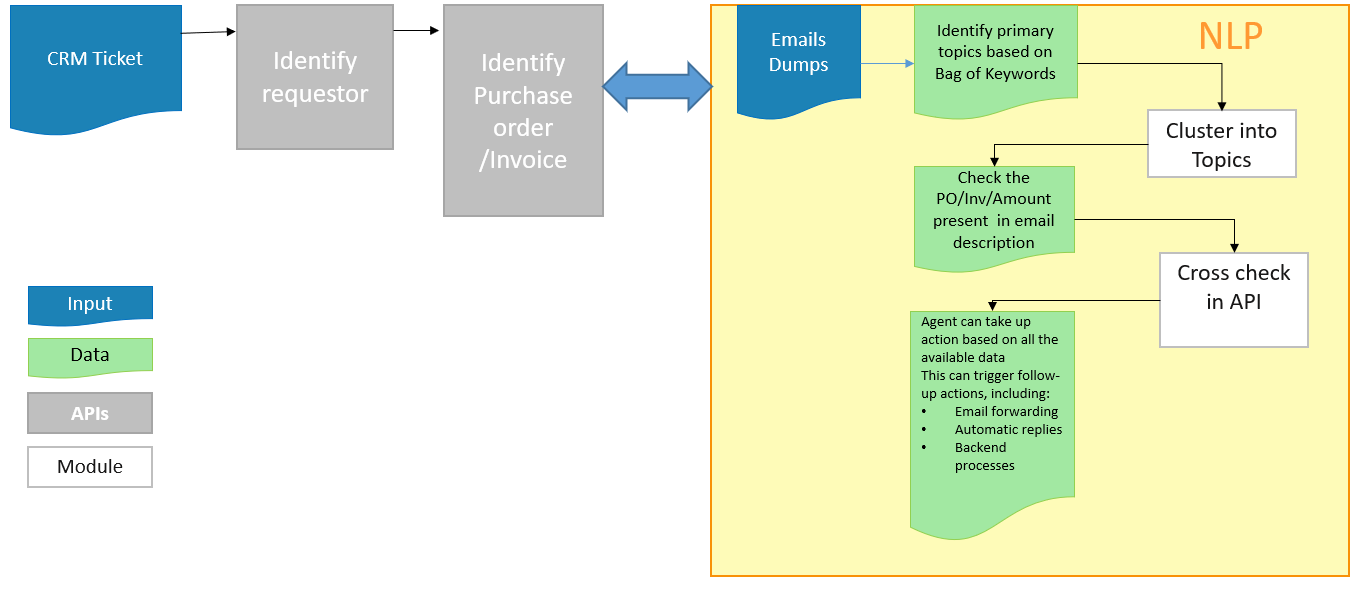 CRM Ticket
Identify
requestor
Identify
Purchase
order
/Invoice
Emails
Dumps
Identify primary
topics based on
Bag of Keywords
NLP
Cluster into
Topics
Check the
PO/Inv/Amount
present in email
description
Cross check
in API
Agent can take up
action based on all the
available data
This can trigger follow-
up actions, including:
• Email forwarding
• Automatic replies
• Backend
processes
Input
Data
APIs
Module